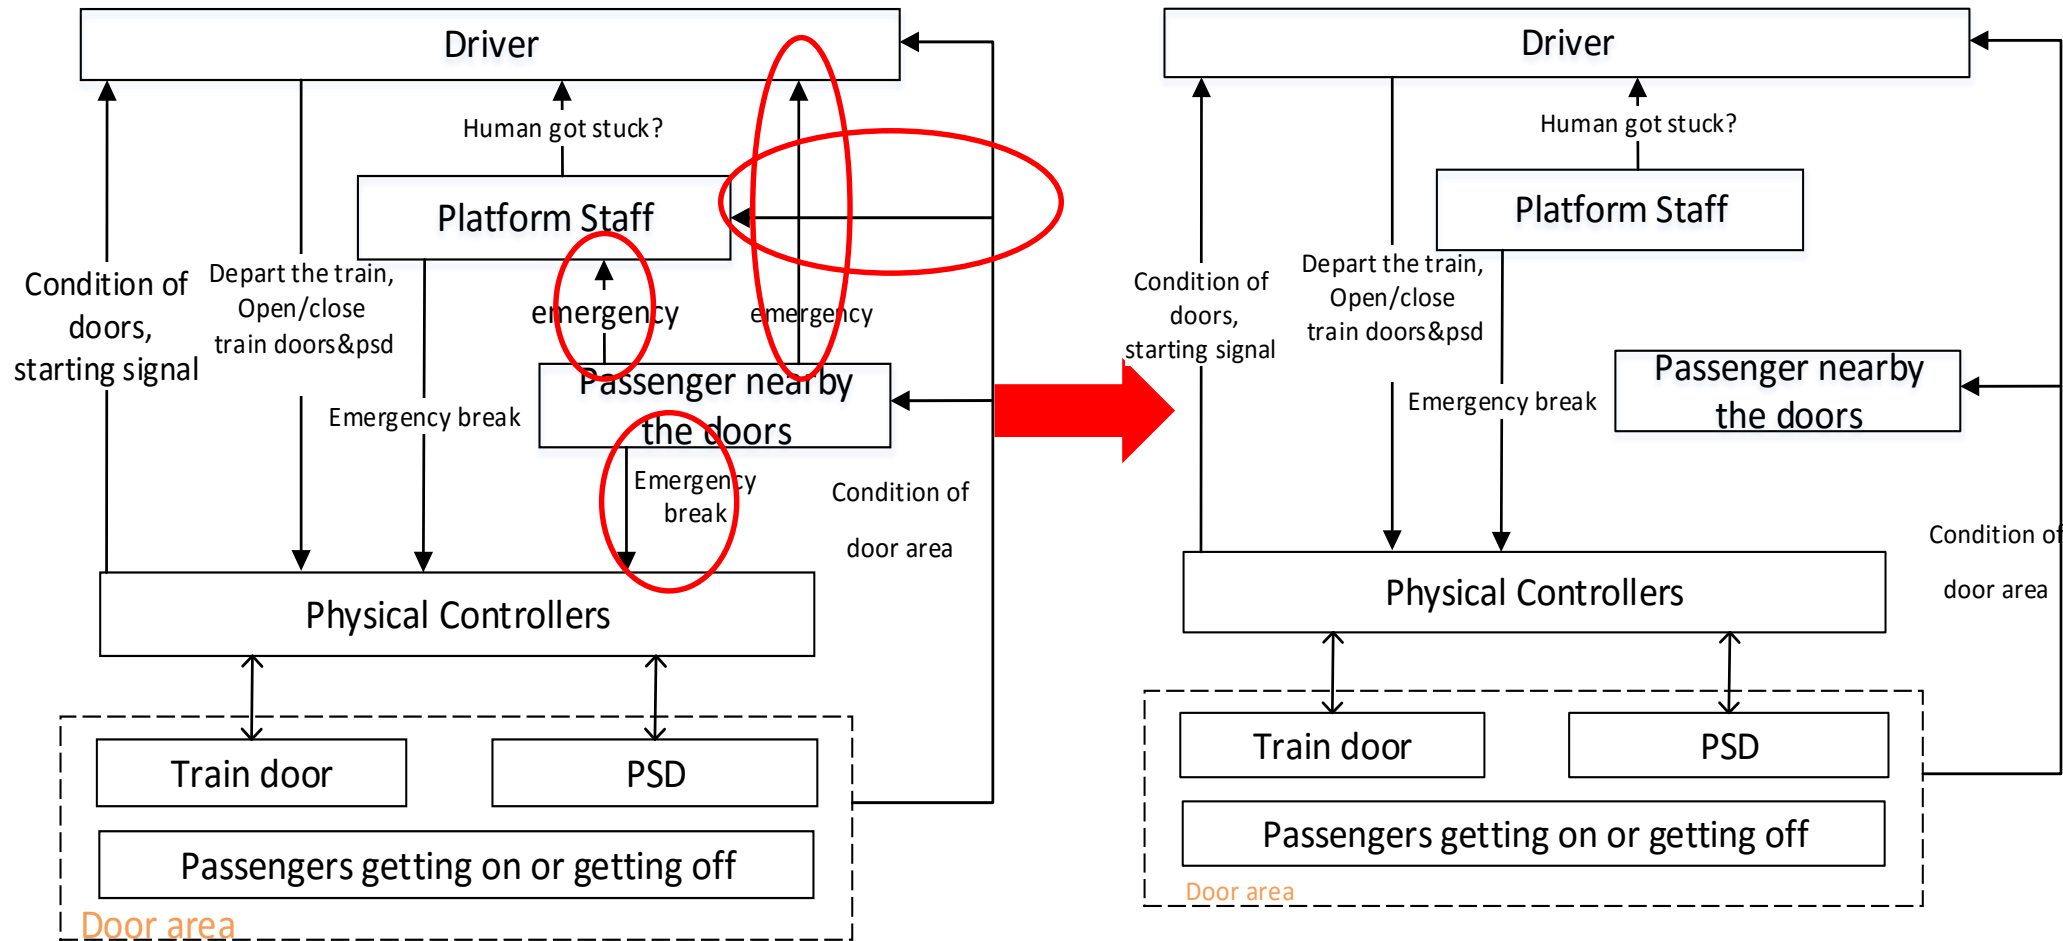 Driver
Human got stuck?
Platform Staff
Condition of
doors,
starting signal
Depart the train,
Open/close
train doors&psd
emergency
emergency
Passenger nearby
the doors
Emergency break
Emergency
break
Condition of
door area
Physical Controllers
Train door
PSD
Passengers getting on or getting off
Door area
Driver
Human got stuck?
Platform Staff
Condition of
doors,
starting signal
Depart the train,
Open/close
train doors&psd
Passenger nearby
the doors
Emergency break
Condition of
door area
Physical Controllers
Train door
PSD
Passengers getting on or getting off
Door area